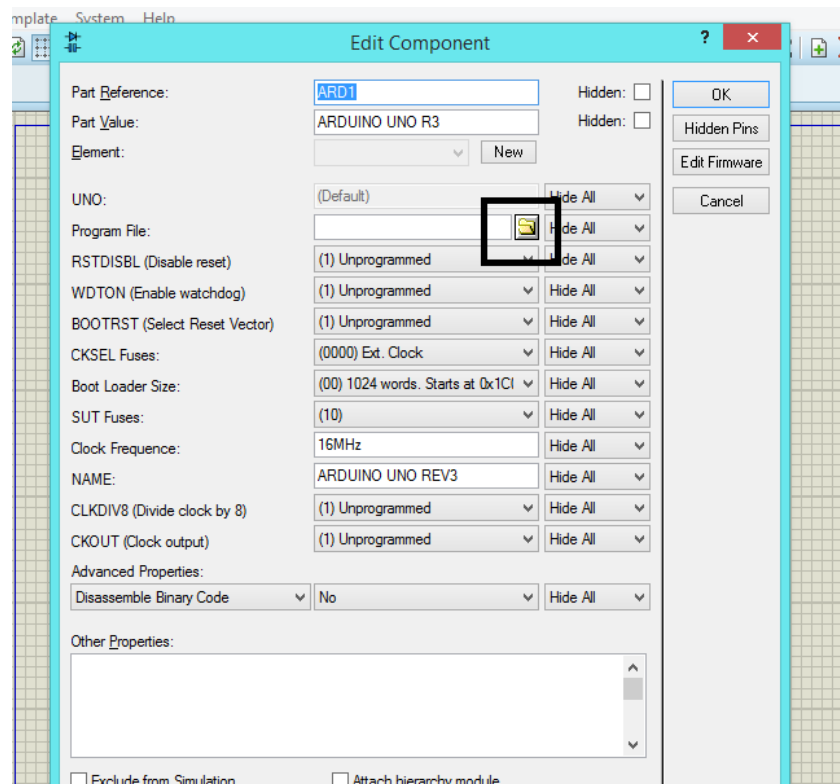 mplate System Help
Edit Component
? ×
Part Reference: ARD1 Hidden:
Part Value: ARDUINO UNO R3 Hidden:
Element: New
UNO: (Default) Hide All
Program File: Hide All
RSTDISBL (Disable reset) (1) Unprogrammed Hide All
WDTON (Enable watchdog) (1) Unprogrammed Hide All
BOOTRST (Select Reset Vector) (1) Unprogrammed Hide All
CKSEL Fuses: (0000) Ext. Clock Hide All
Boot Loader Size: (00) 1024 words. Starts at 0x1C( Hide All
SUT Fuses: (10) Hide All
Clock Frequence: 16MHz Hide All
NAME: ARDUINO UNO REV3 Hide All
CLKDIV8 (Divide clock by 8) (1) Unprogrammed Hide All
CKOUT (Clock output) (1) Unprogrammed Hide All
Advanced Properties:
Disassemble Binary Code No Hide All
Other Properties:
Exclude from Simulation Attach hierarchy module
OK
Hidden Pins
Edit Firmware
Cancel